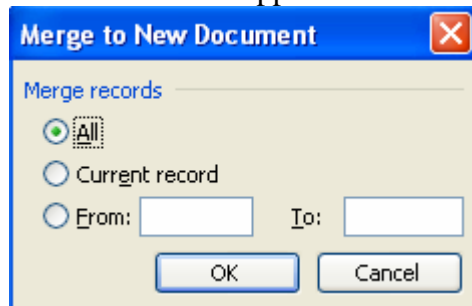 Merge to New Document
Merge records
All
Current record
From: To:
OK Cancel